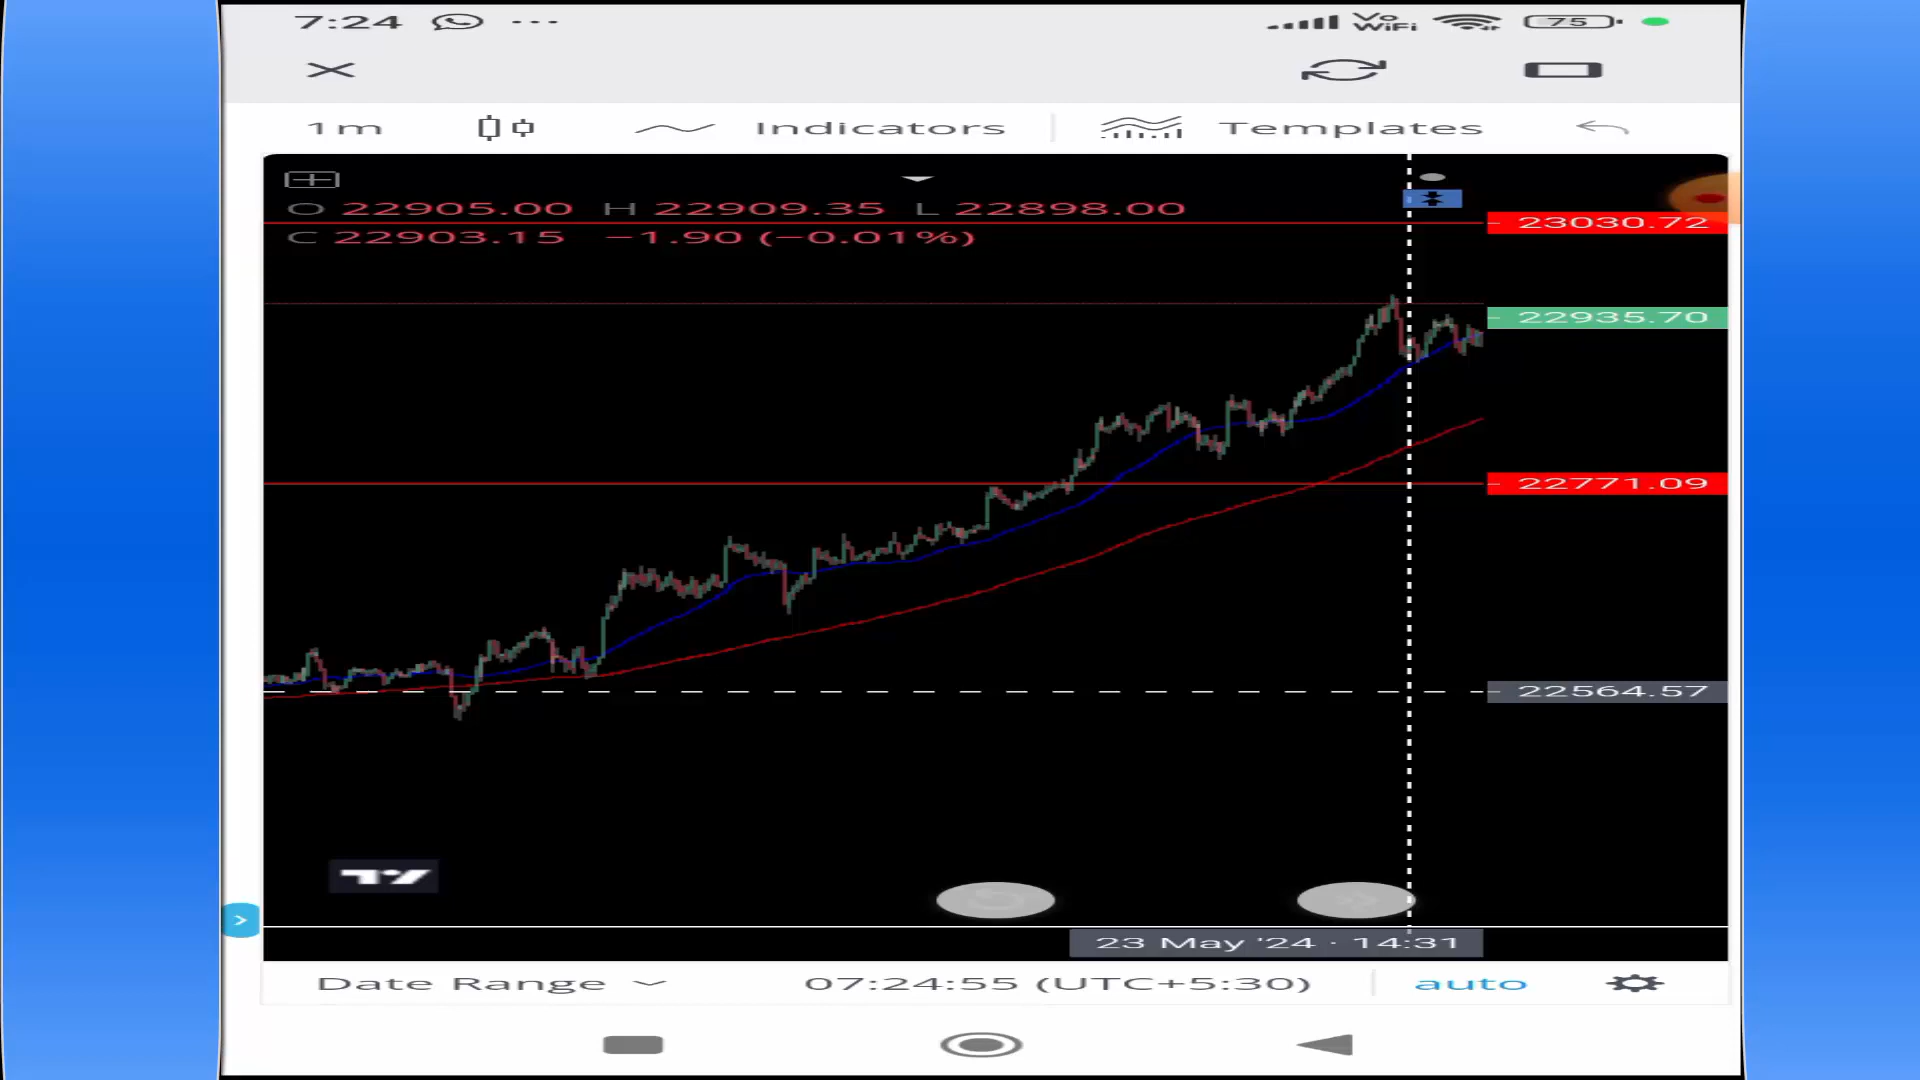 7:24 Vo WiFi 75
1m Indicators Templates
O 22905.00 H 22909.35 L 22898.00
C 22903.15 −1.90 (−0.01%)
23030.72
22935.70
22771.09
22564.57
23 May '24 · 14:31
Date Range 07:24:55 (UTC+5:30) auto